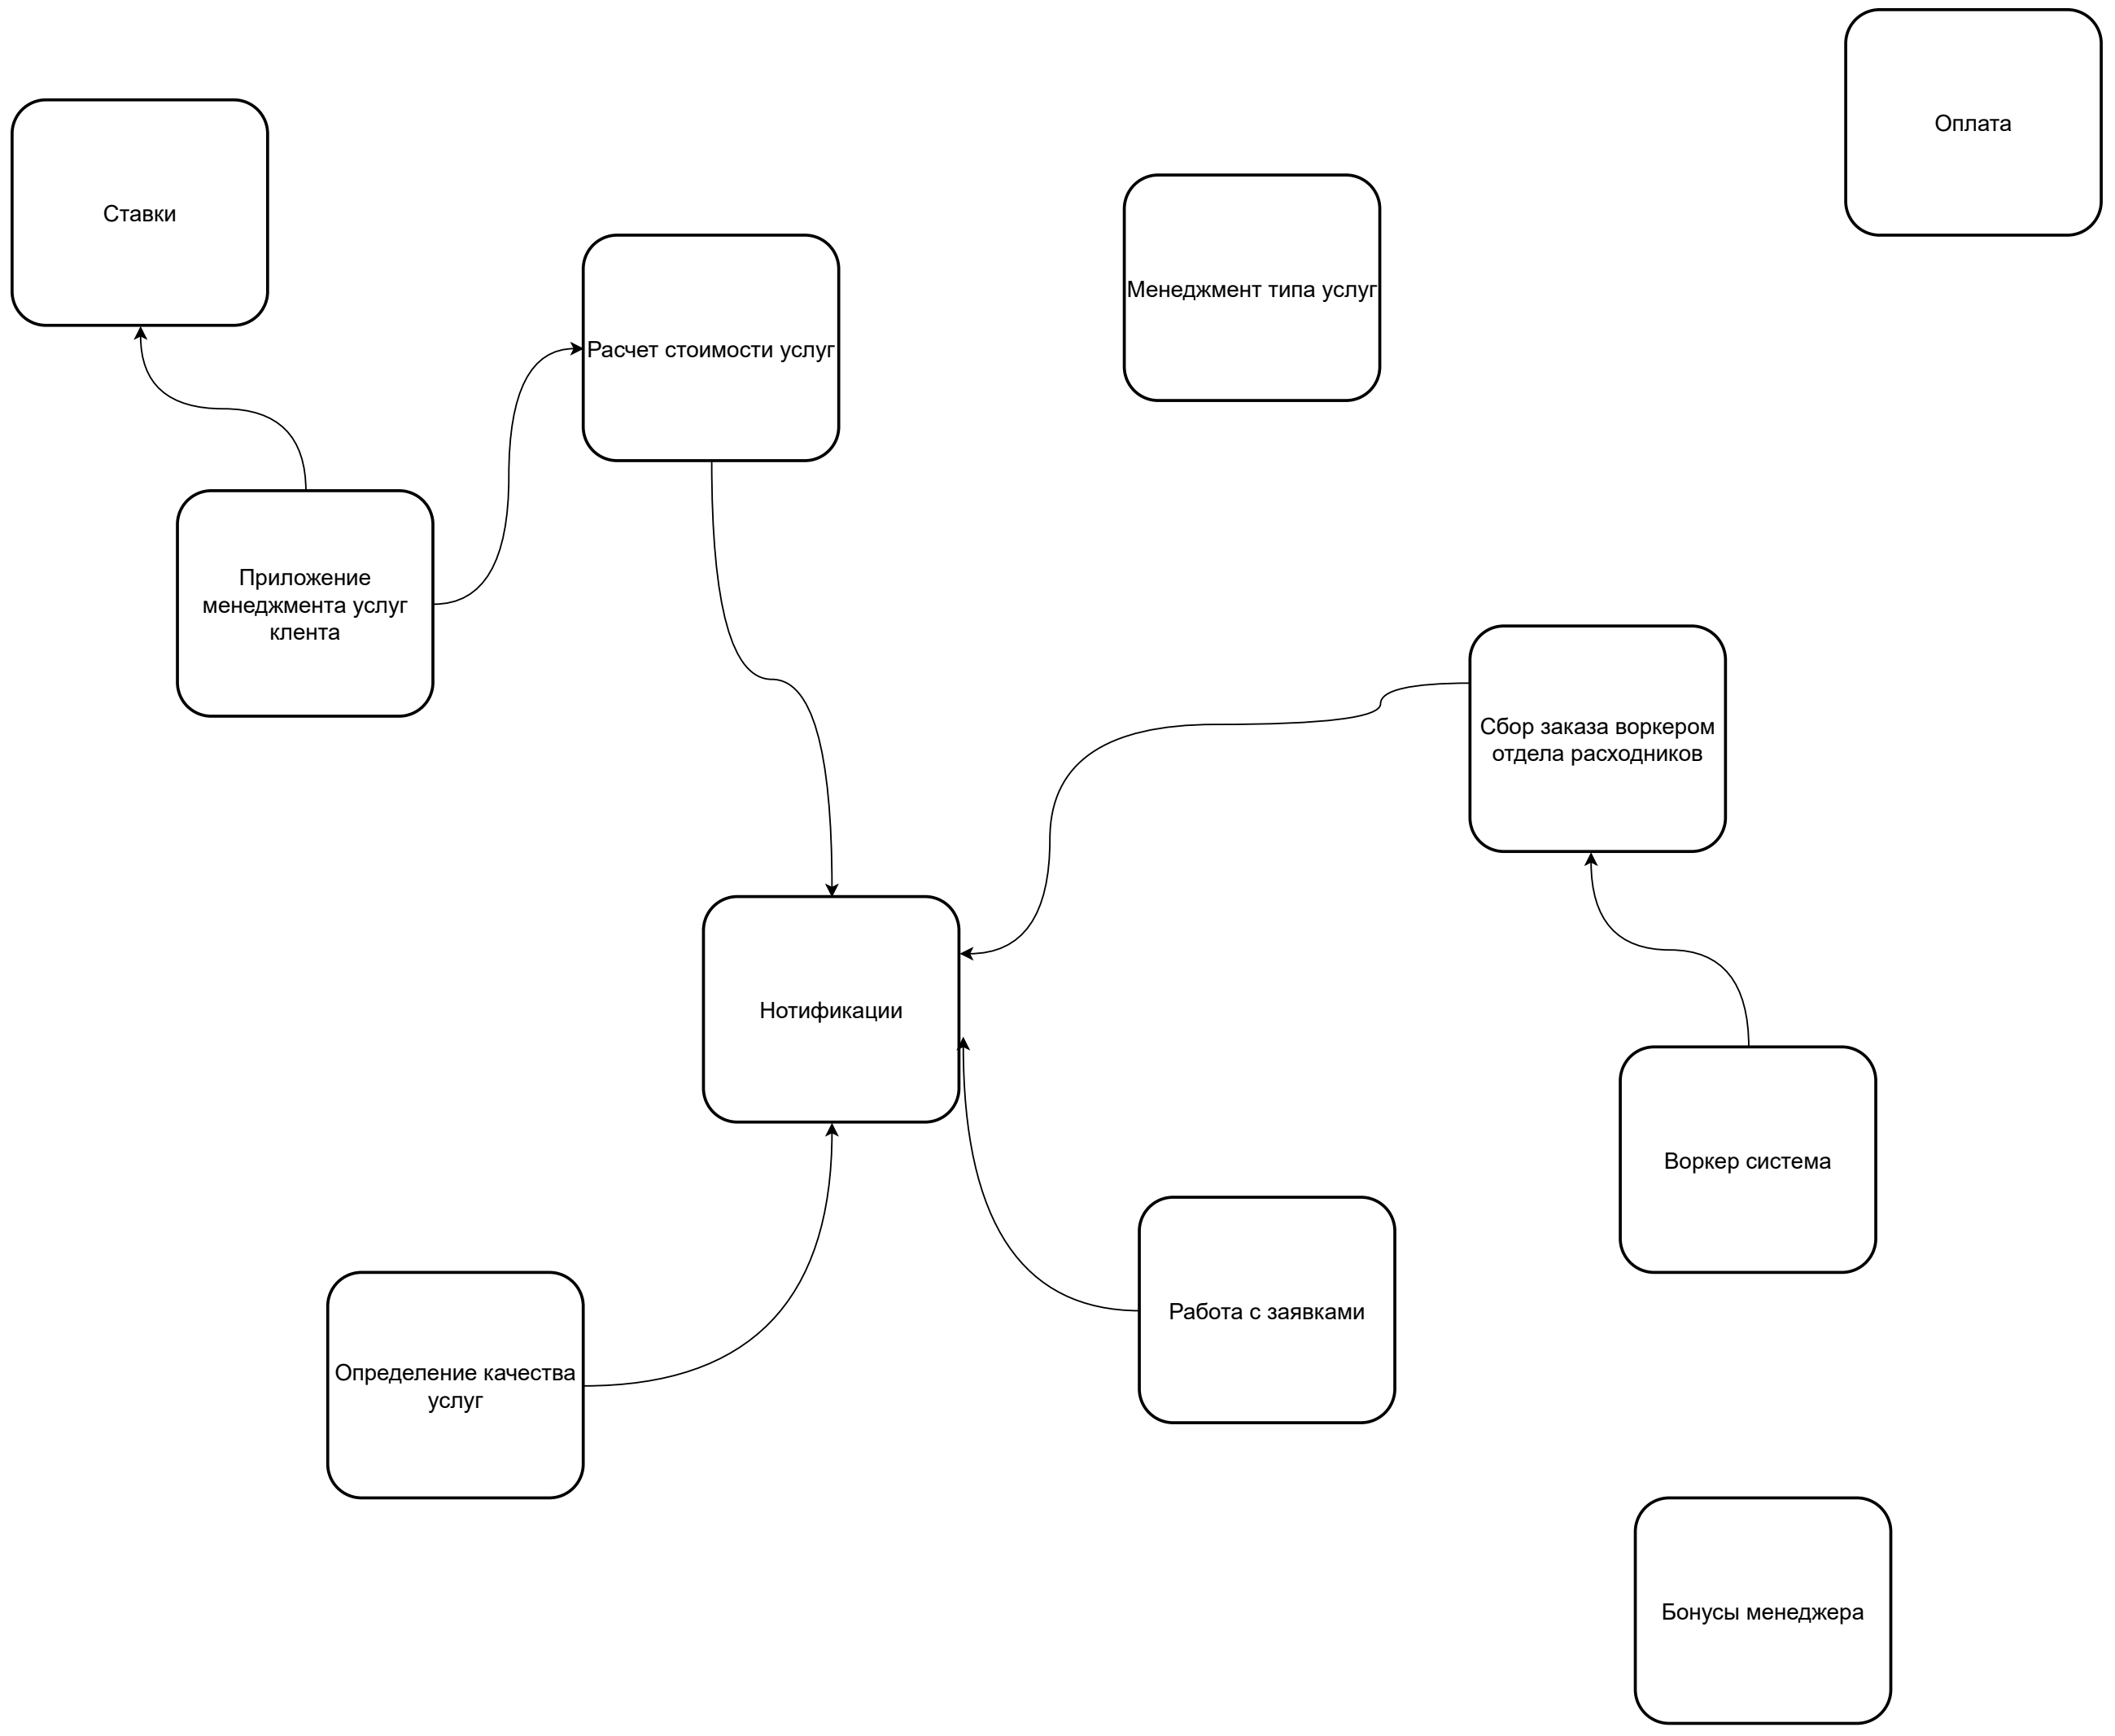 Оплата
Ставки
Менеджмент типа услуг
Расчет стоимости услуг
Приложение
менеджмента услуг
клента
Сбор заказа воркером
отдела расходников
Нотификации
Воркер система
Работа с заявками
Определение качества
услуг
Бонусы менеджера